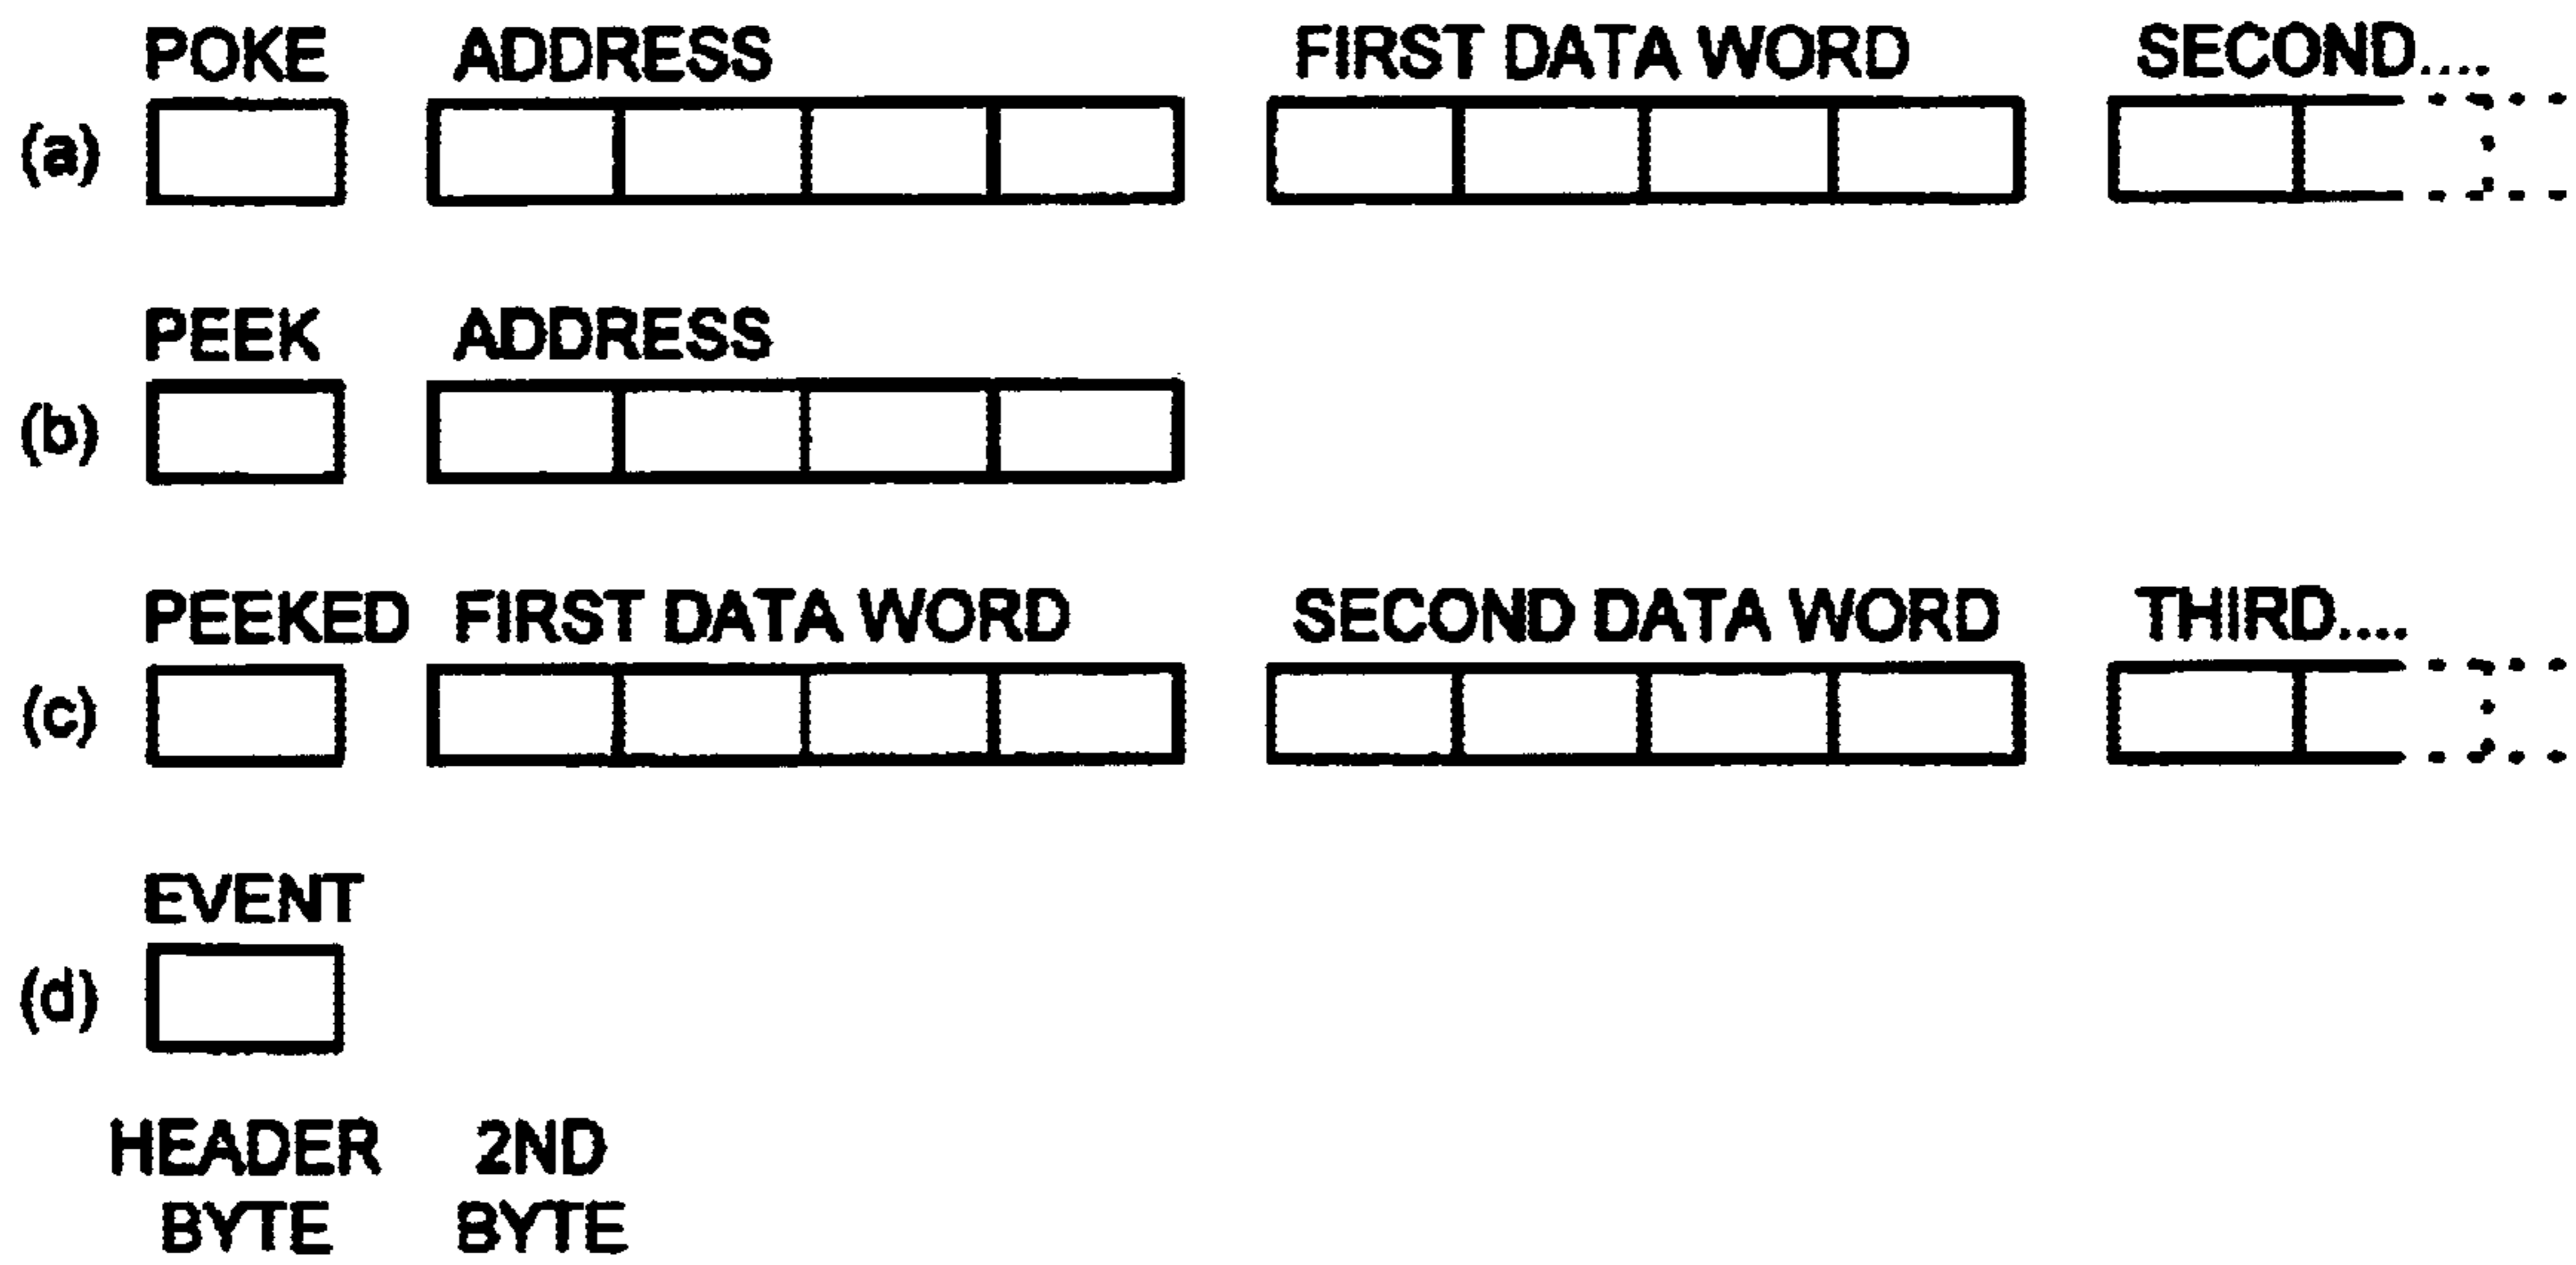 POKE ADDRESS FIRST DATA WORD SECOND....
(a)
PEEK ADDRESS
(b)
PEEKED FIRST DATA WORD SECOND DATA WORD THIRD....
(c)
EVENT
(d)
HEADER 2ND
BYTE BYTE